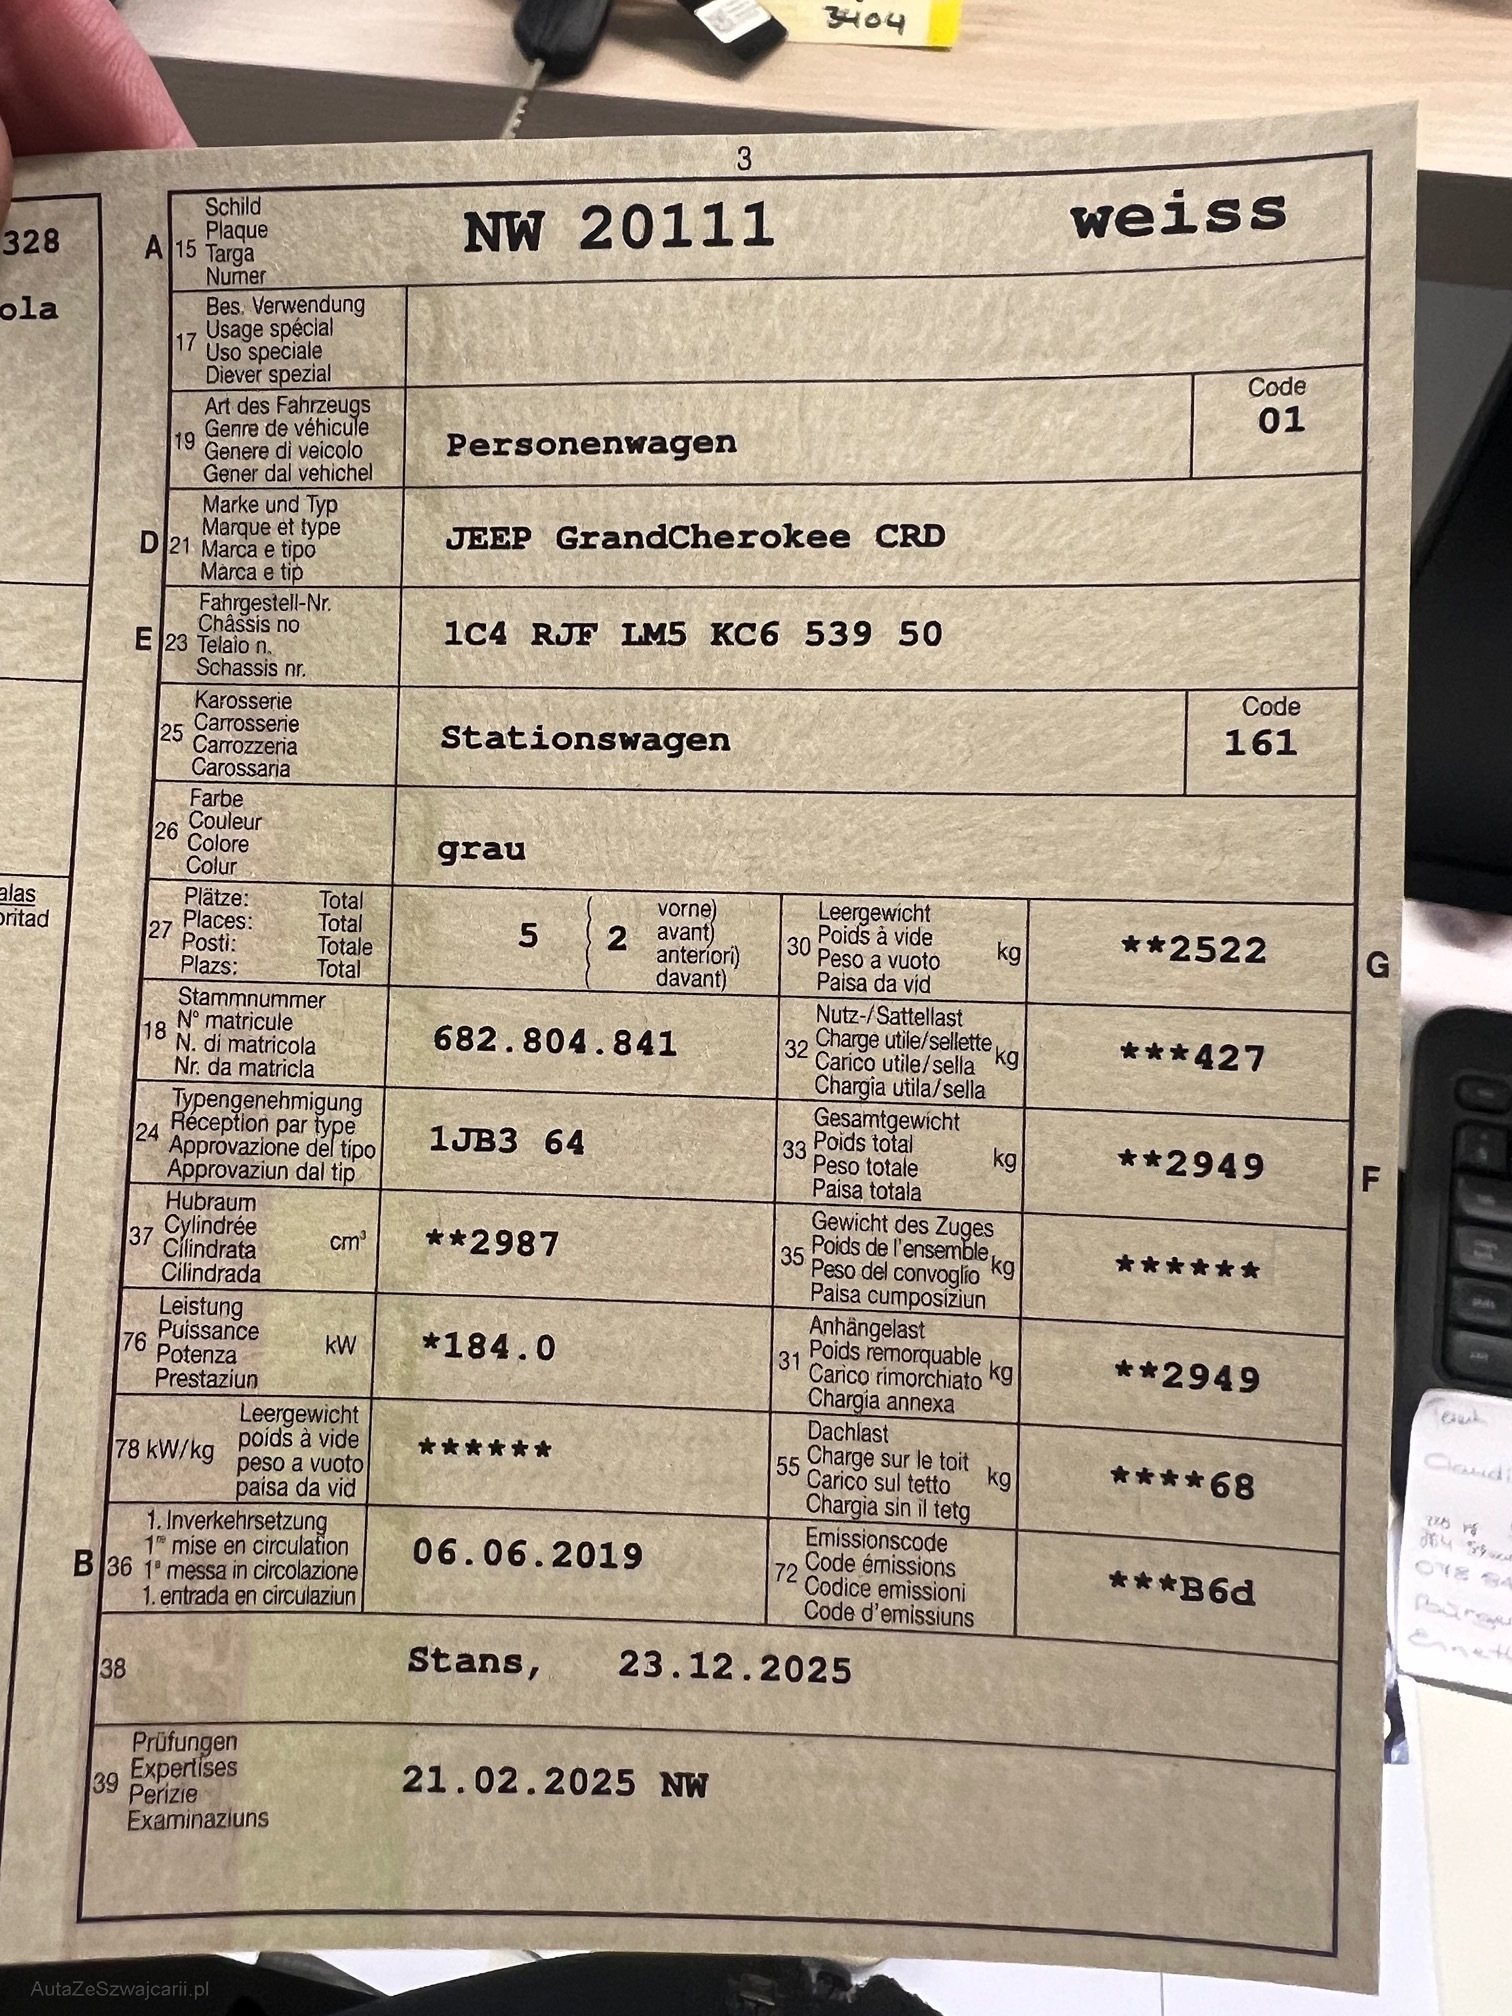 3404
3
328
ola
alas
oritad
A 15 Schild
Plaque
Targa
Numer
NW 20111 weiss
17 Bes. Verwendung
Usage spécial
Uso speciale
Diever spezial
19 Art des Fahrzeugs
Genre de véhicule
Genere di veicolo
Gener dal vehichel
Personenwagen
Code
01
D 21 Marke und Typ
Marque et type
Marca e tipo
Marca e tip
JEEP GrandCherokee CRD
E 23 Fahrgestell-Nr.
Châssis no
Telaio n.
Schassis nr.
1C4 RJF LM5 KC6 539 50
25 Karosserie
Carrosserie
Carrozzeria
Carossaria
Stationswagen
Code
161
26 Farbe
Couleur
Colore
Colur
grau
27 Plätze: Total
Places: Total
Posti: Totale
Plazs: Total
5 ( 2 vorne)
avant)
anteriori)
davant)
30 Leergewicht
Poids à vide
Peso a vuoto
Paisa da vid
kg
**2522
G
18 Stammnummer
N° matricule
N. di matricola
Nr. da matricla
682.804.841
32 Nutz-/Sattellast
Charge utile/sellette
Carico utile/sella
Chargia utila/sella
kg
***427
24 Typengenehmigung
Réception par type
Approvazione del tipo
Approvaziun dal tip
1JB3 64
33 Gesamtgewicht
Poids total
Peso totale
Paisa totala
kg
**2949
F
37 Hubraum
Cylindrée
Cilindrata
Cilindrada
cm³
**2987
35 Gewicht des Zuges
Poids de l'ensemble
Peso del convoglio
Paisa cumposiziun
kg
******
76 Leistung
Puissance
Potenza
Prestaziun
kW
*184.0
31 Anhängelast
Poids remorquable
Carico rimorchiato
Chargia annexa
kg
**2949
78 kW/kg Leergewicht
poids à vide
peso a vuoto
paisa da vid
******
55 Dachlast
Charge sur le toit
Carico sul tetto
Chargia sin il tetg
kg
****68
B 36 1. Inverkehrsetzung
1re mise en circulation
1a messa in circolazione
1. entrada en circulaziun
06.06.2019
72 Emissionscode
Code émissions
Codice emissioni
Code d'emissiuns
***B6d
38 Stans, 23.12.2025
39 Prüfungen
Expertises
Perizie
Examinaziuns
21.02.2025 NW
AutaZeSzwajcarii.pl